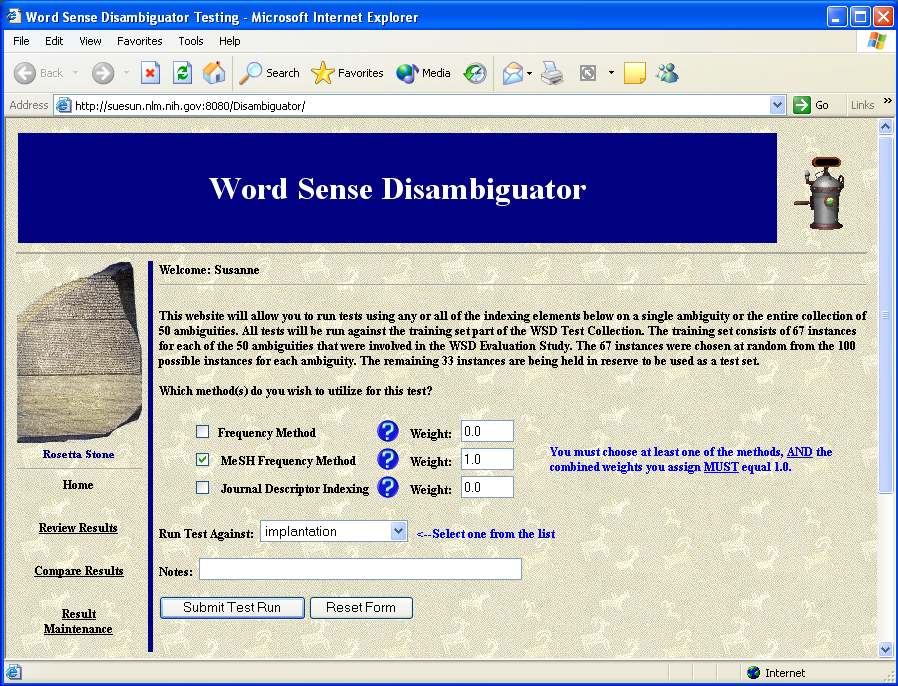 Word Sense Disambiguator Testing - Microsoft Internet Explorer
File Edit View Favorites Tools Help
Back Search Favorites Media
Address http://suesun.nlm.nih.gov:8080/Disambiguator/ Go Links »
Word Sense Disambiguator
Welcome: Susanne
This website will allow you to run tests using any or all of the indexing elements below on a single ambiguity or the entire collection of
50 ambiguities. All tests will be run against the training set part of the WSD Test Collection. The training set consists of 67 instances
for each of the 50 ambiguities that were involved in the WSD Evaluation Study. The 67 instances were chosen at random from the 100
possible instances for each ambiguity. The remaining 33 instances are being held in reserve to be used as a test set.
Which method(s) do you wish to utilize for this test?
Frequency Method ? Weight: 0.0
MeSH Frequency Method ? Weight: 1.0
Journal Descriptor Indexing ? Weight: 0.0
You must choose at least one of the methods, AND the
combined weights you assign MUST equal 1.0.
Run Test Against: implantation <--Select one from the list
Notes:
Submit Test Run Reset Form
Rosetta Stone
Home
Review Results
Compare Results
Result
Maintenance
Internet